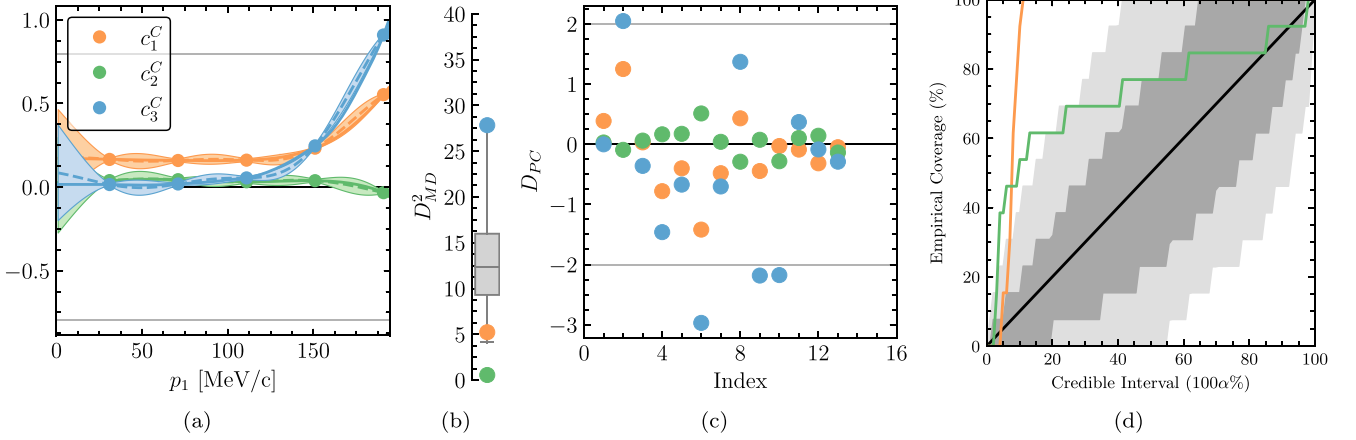 1.0
0.5
0.0
−0.5
c₁ᶜ
c₂ᶜ
c₃ᶜ
0 50 100 150
p₁ [MeV/c]
(a)
40
35
30
25
20
15
10
5
0
D²_MD
(b)
2
1
0
−1
−2
−3
D_PC
0 4 8 12 16
Index
(c)
100
80
60
40
20
0
Empirical Coverage (%)
0 20 40 60 80 100
Credible Interval (100α%)
(d)